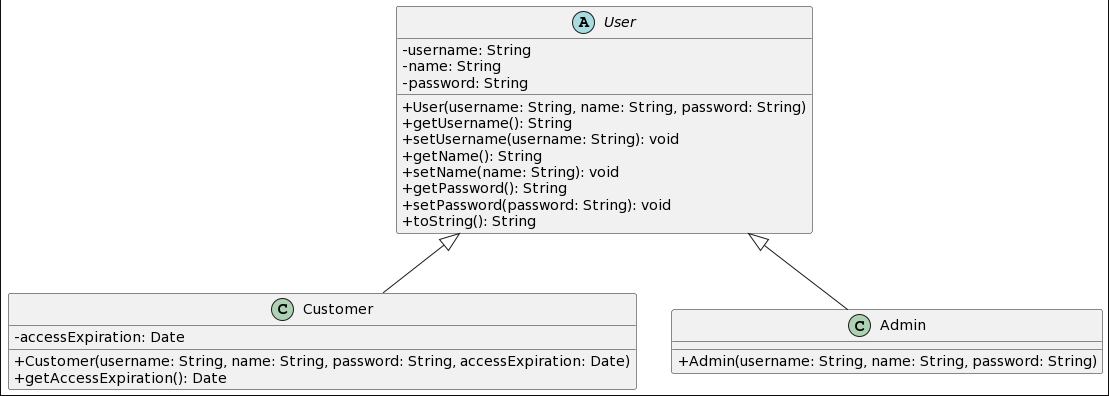 A User
-username: String
-name: String
-password: String
+User(username: String, name: String, password: String)
+getUsername(): String
+setUsername(username: String): void
+getName(): String
+setName(name: String): void
+getPassword(): String
+setPassword(password: String): void
+toString(): String
C Customer
-accessExpiration: Date
+Customer(username: String, name: String, password: String, accessExpiration: Date)
+getAccessExpiration(): Date
C Admin
+Admin(username: String, name: String, password: String)